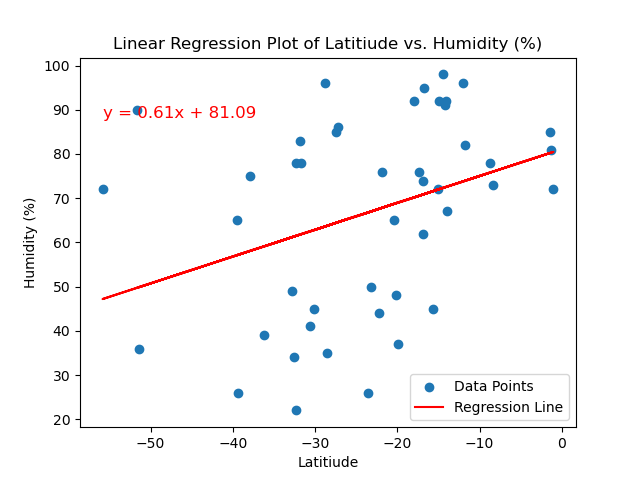 Linear Regression Plot of Latitiude vs. Humidity (%)
100
90
80
70
60
50
40
30
20
Humidity (%)
y = 0.61x + 81.09
Data Points
Regression Line
−50
−40
−30
−20
−10
0
Latitiude